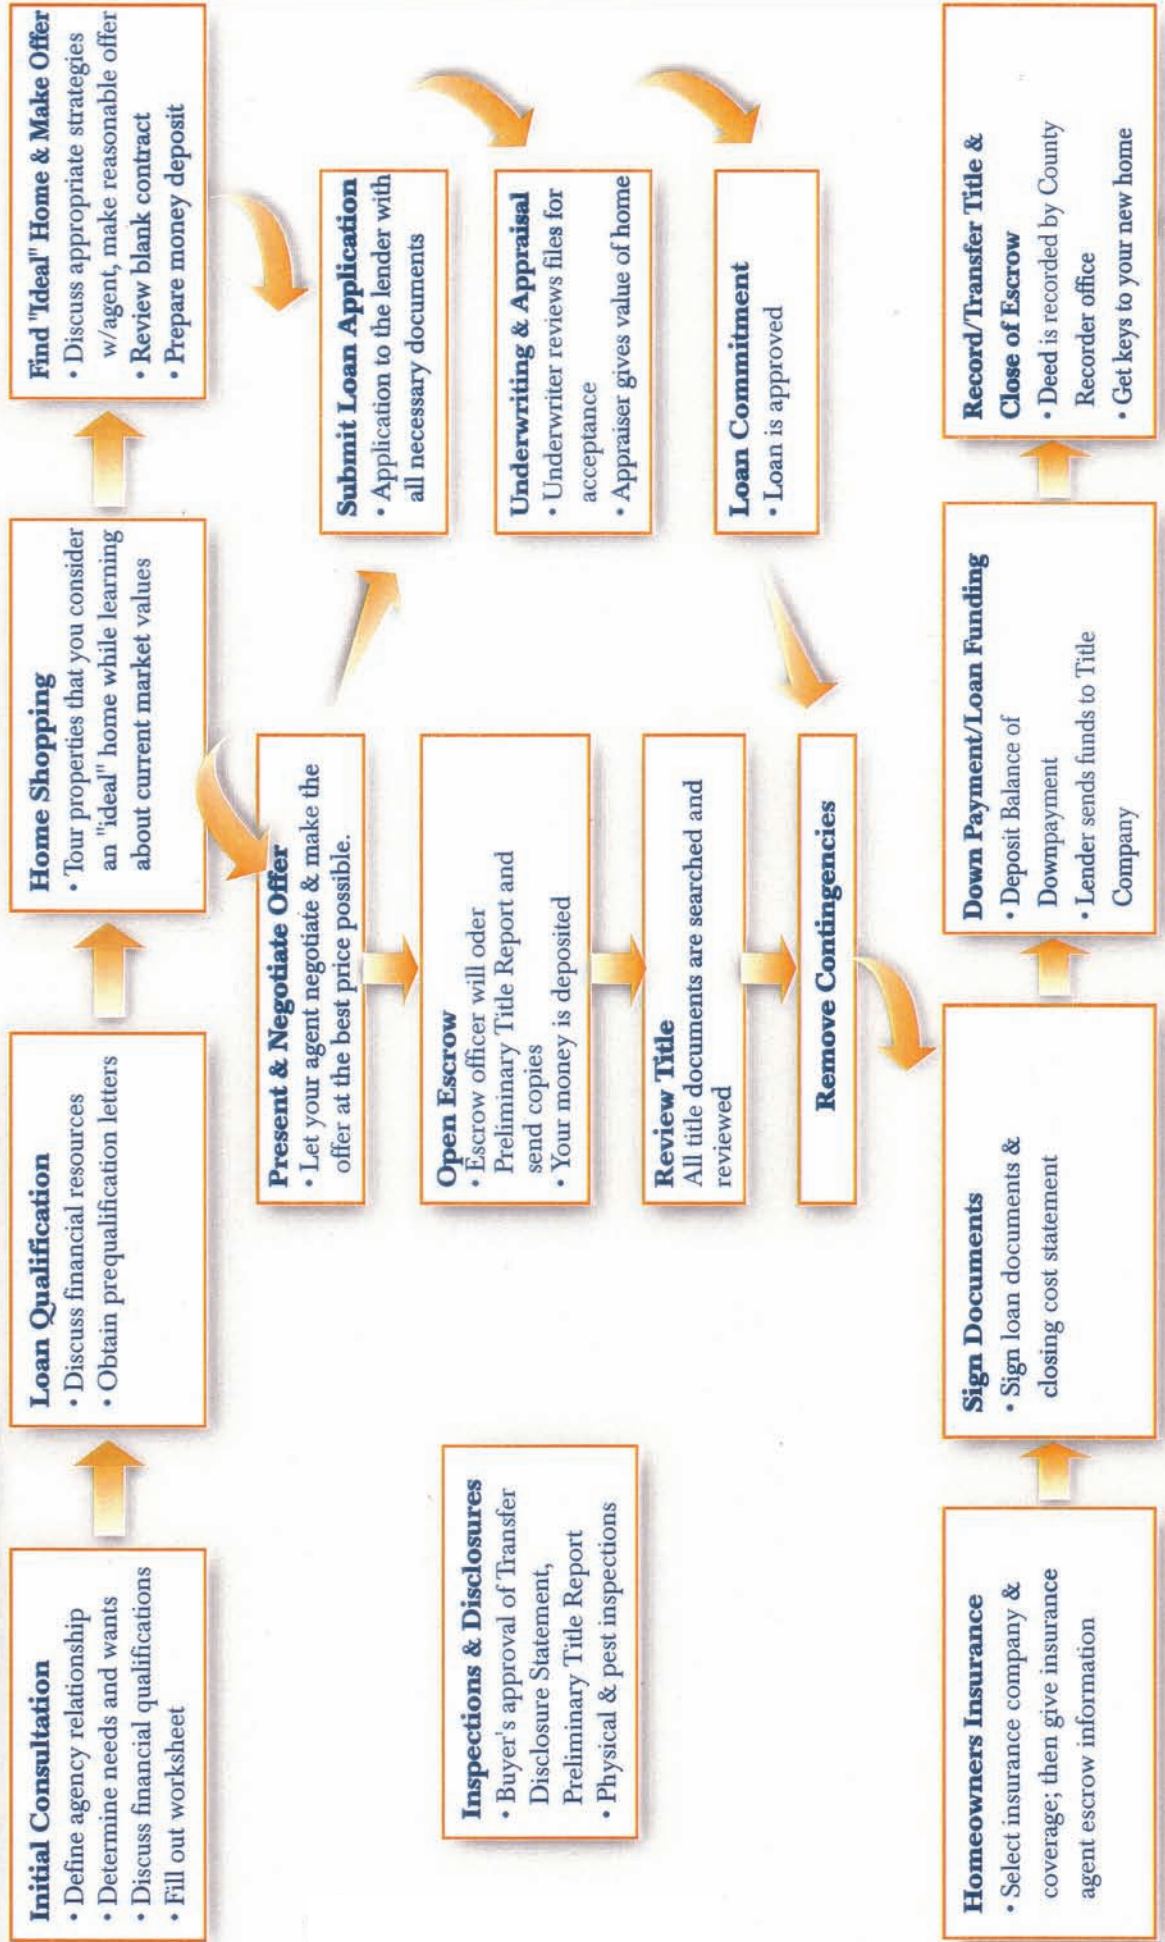 Initial Consultation
• Define agency relationship
• Determine needs and wants
• Discuss financial qualifications
• Fill out worksheet
Loan Qualification
• Discuss financial resources
• Obtain prequalification letters
Home Shopping
• Tour properties that you consider
an "ideal" home while learning
about current market values
Find "Ideal" Home & Make Offer
• Discuss appropriate strategies
w/agent, make reasonable offer
• Review blank contract
• Prepare money deposit
Present & Negotiate Offer
• Let your agent negotiate & make the
offer at the best price possible.
Submit Loan Application
• Application to the lender with
all necessary documents
Inspections & Disclosures
• Buyer's approval of Transfer
Disclosure Statement,
Preliminary Title Report
• Physical & pest inspections
Open Escrow
• Escrow officer will oder
Preliminary Title Report and
send copies
• Your money is deposited
Underwriting & Appraisal
• Underwriter reviews files for
acceptance
• Appraiser gives value of home
Review Title
All title documents are searched and
reviewed
Loan Commitment
• Loan is approved
Remove Contingencies
Homeowners Insurance
• Select insurance company &
coverage; then give insurance
agent escrow information
Sign Documents
• Sign loan documents &
closing cost statement
Down Payment/Loan Funding
• Deposit Balance of
Downpayment
• Lender sends funds to Title
Company
Record/Transfer Title &
Close of Escrow
• Deed is recorded by County
Recorder office
• Get keys to your new home